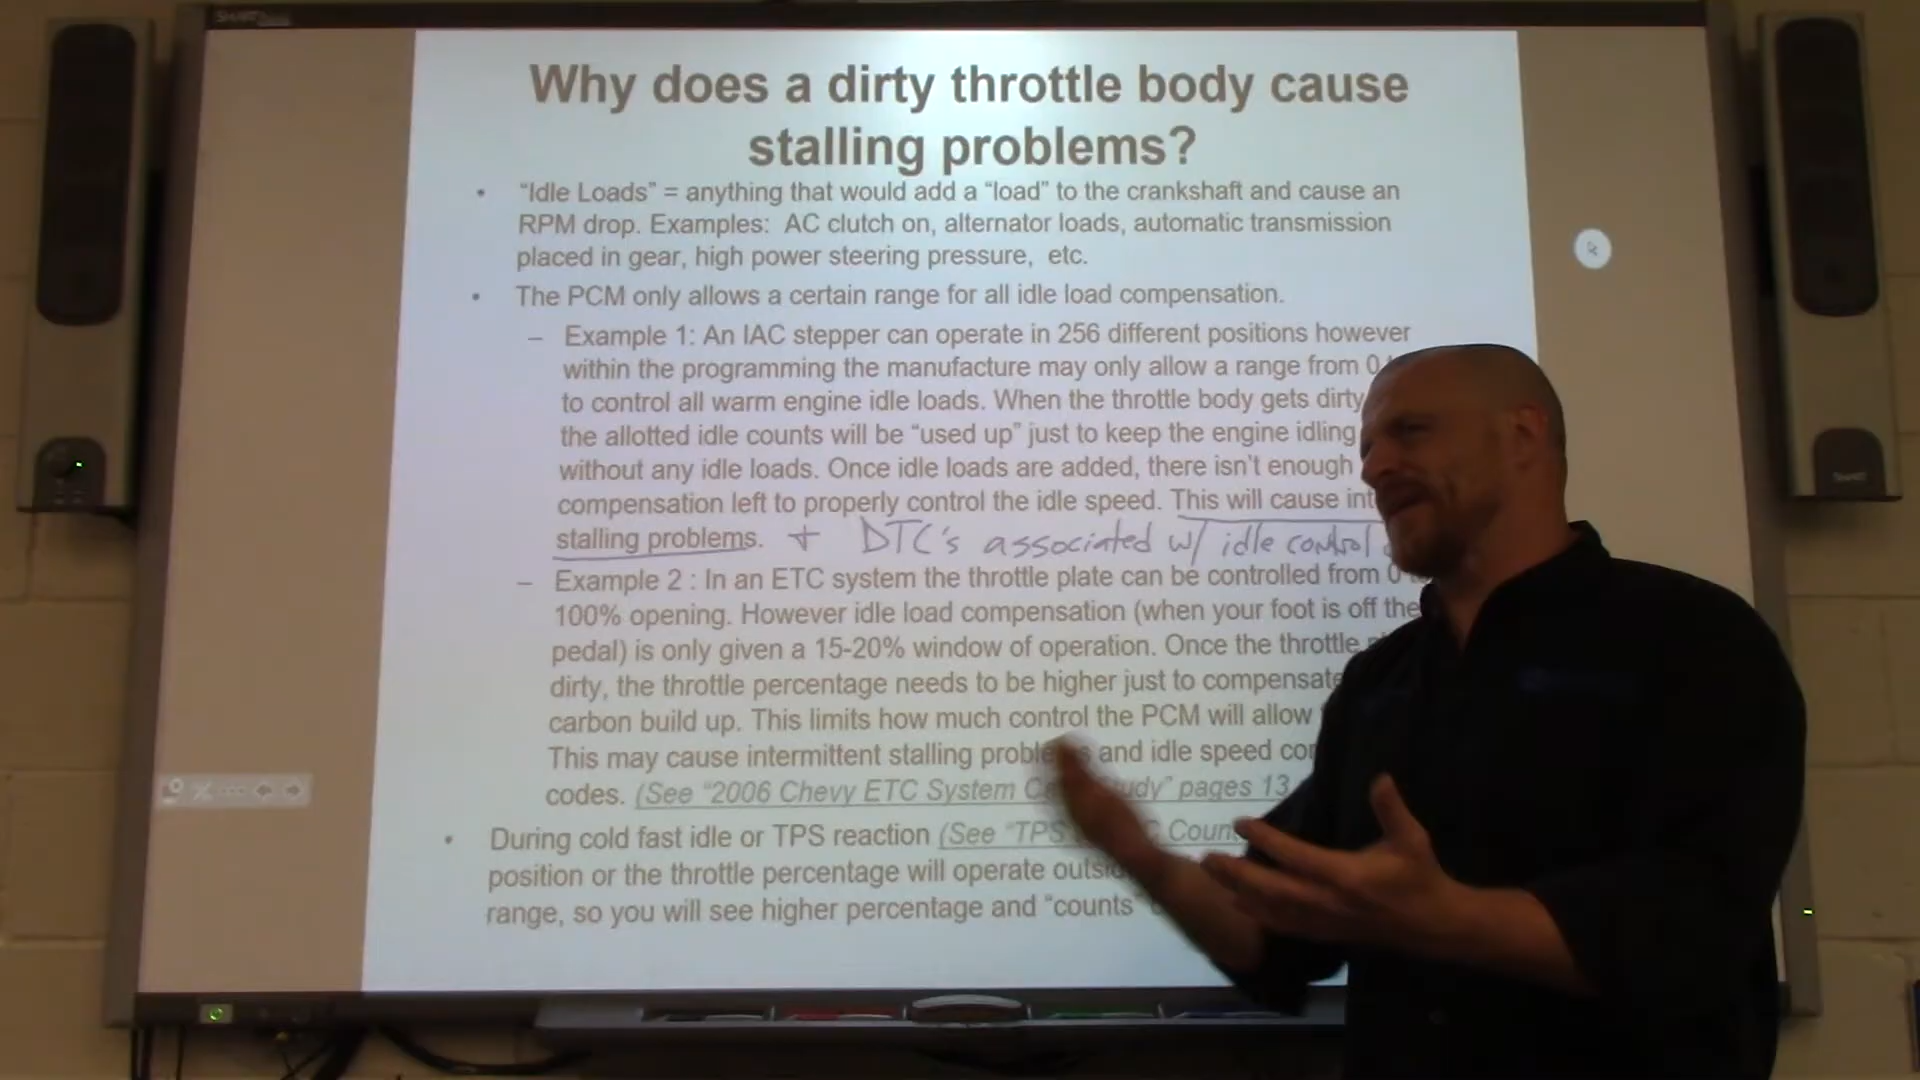 Why does a dirty throttle body cause
stalling problems?
• “Idle Loads” = anything that would add a “load” to the crankshaft and cause an
RPM drop. Examples: AC clutch on, alternator loads, automatic transmission
placed in gear, high power steering pressure, etc.
• The PCM only allows a certain range for all idle load compensation.
– Example 1: An IAC stepper can operate in 256 different positions however
within the programming the manufacture may only allow a range from 0
to control all warm engine idle loads. When the throttle body gets dirty
the allotted idle counts will be “used up” just to keep the engine idling
without any idle loads. Once idle loads are added, there isn't enough
compensation left to properly control the idle speed. This will cause
stalling problems. + DTC's associated w/ idle control
– Example 2 : In an ETC system the throttle plate can be controlled from 0
100% opening. However idle load compensation (when your foot is off the
pedal) is only given a 15-20% window of operation. Once the throttle
dirty, the throttle percentage needs to be higher just to compensate
carbon build up. This limits how much control the PCM will allow
This may cause intermittent stalling problems and idle speed
codes. (See “2006 Chevy ETC System pages 13
• During cold fast idle or TPS reaction (See “TPS
position or the throttle percentage will operate
range, so you will see higher percentage and “counts”
SMART